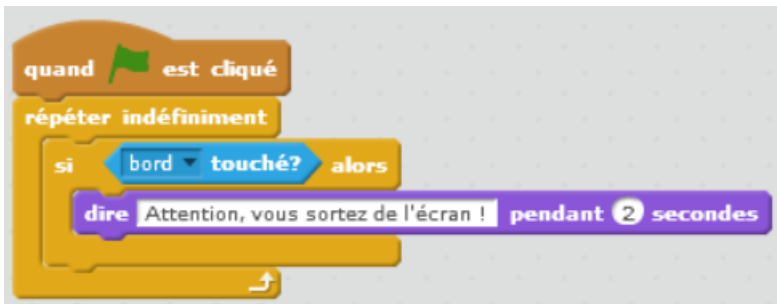 quand est cliqué
répéter indéfiniment
si bord touché? alors
dire Attention, vous sortez de l'écran ! pendant 2 secondes